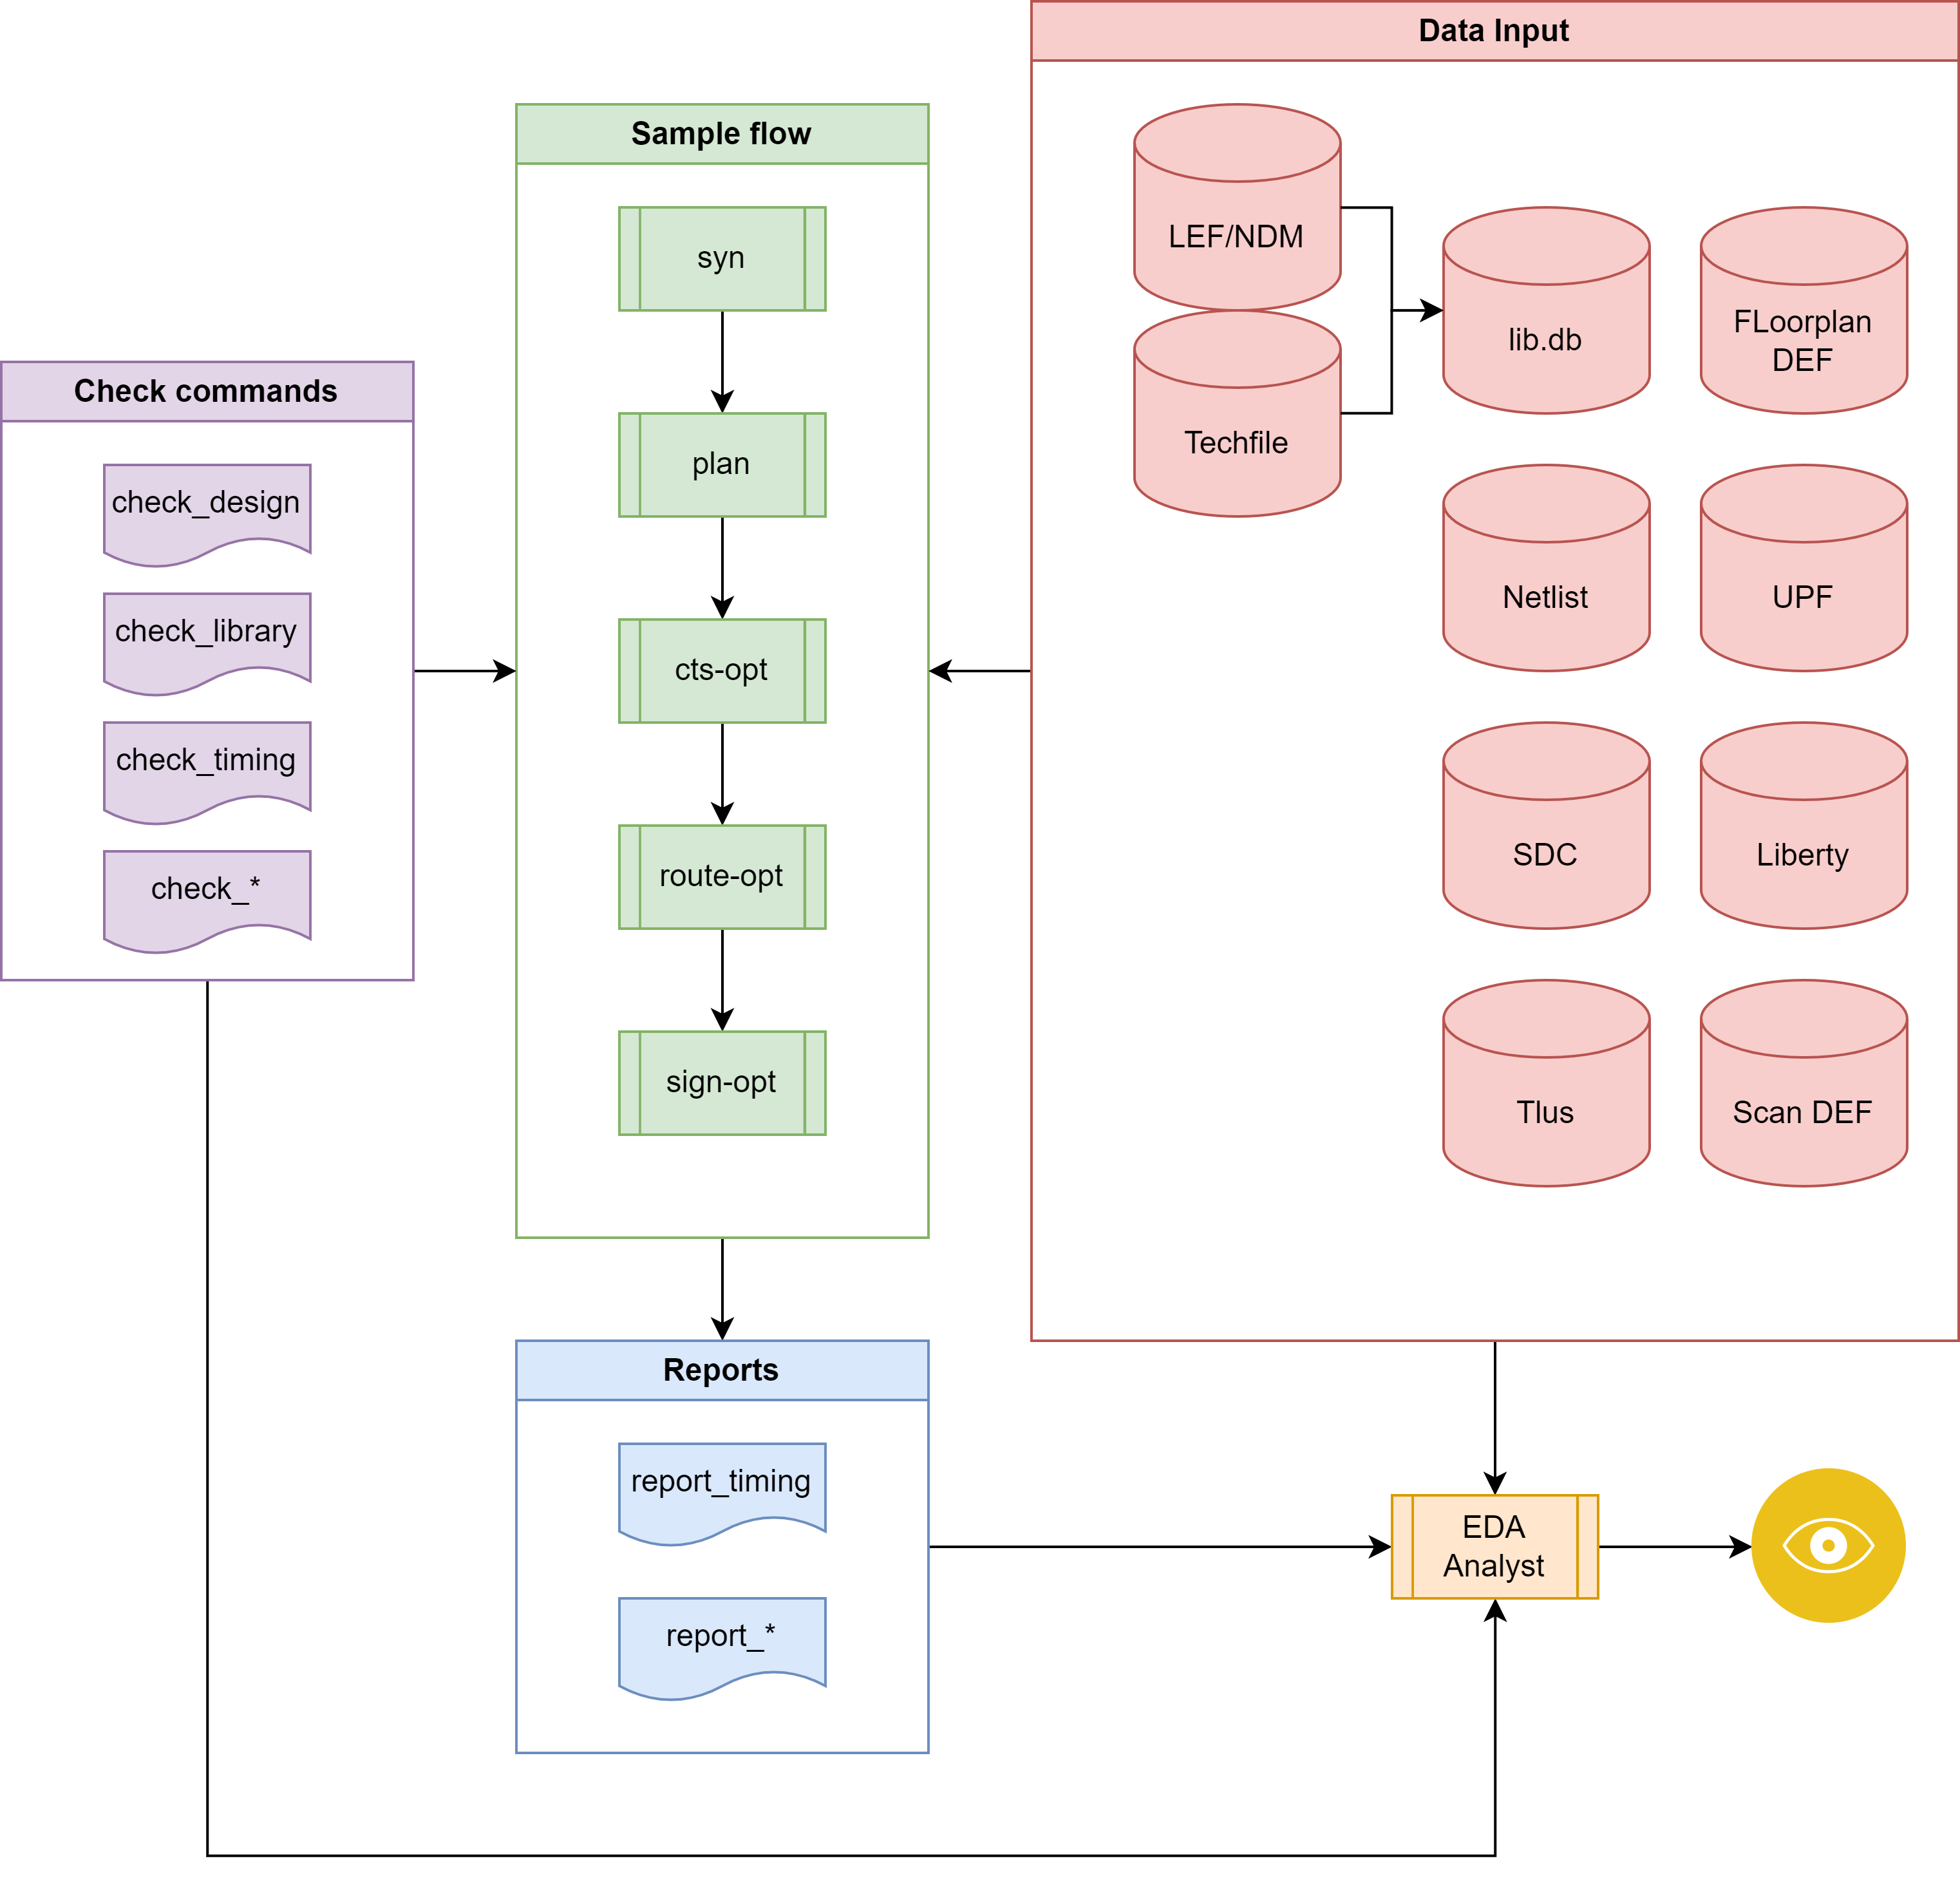 Data Input
LEF/NDM
Techfile
lib.db
FLoorplan
DEF
Netlist
UPF
SDC
Liberty
Tlus
Scan DEF
Sample flow
syn
plan
cts-opt
route-opt
sign-opt
Check commands
check_design
check_library
check_timing
check_*
Reports
report_timing
report_*
EDA
Analyst